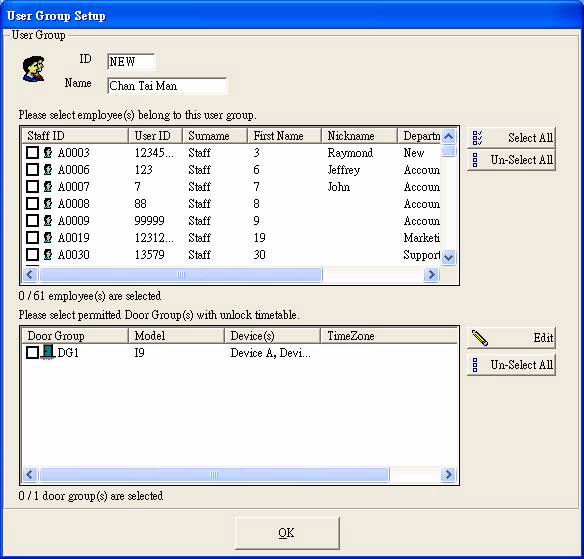 User Group Setup
User Group
ID NEW
Name Chan Tai Man
Please select employee(s) belong to this user group.
Staff ID User ID Surname First Name Nickname Departn
A0003 12345... Staff 3 Raymond New
A0006 123 Staff 6 Jeffrey Accoun
A0007 7 Staff 7 John Accoun
A0008 88 Staff 8 Accoun
A0009 99999 Staff 9 Accoun
A0019 12312... Staff 19 Marketi
A0030 13579 Staff 30 Support
Select All
Un-Select All
0 / 61 employee(s) are selected
Please select permitted Door Group(s) with unlock timetable.
Door Group Model Device(s) TimeZone
DG1 I9 Device A, Devi...
Edit
Un-Select All
0 / 1 door group(s) are selected
OK